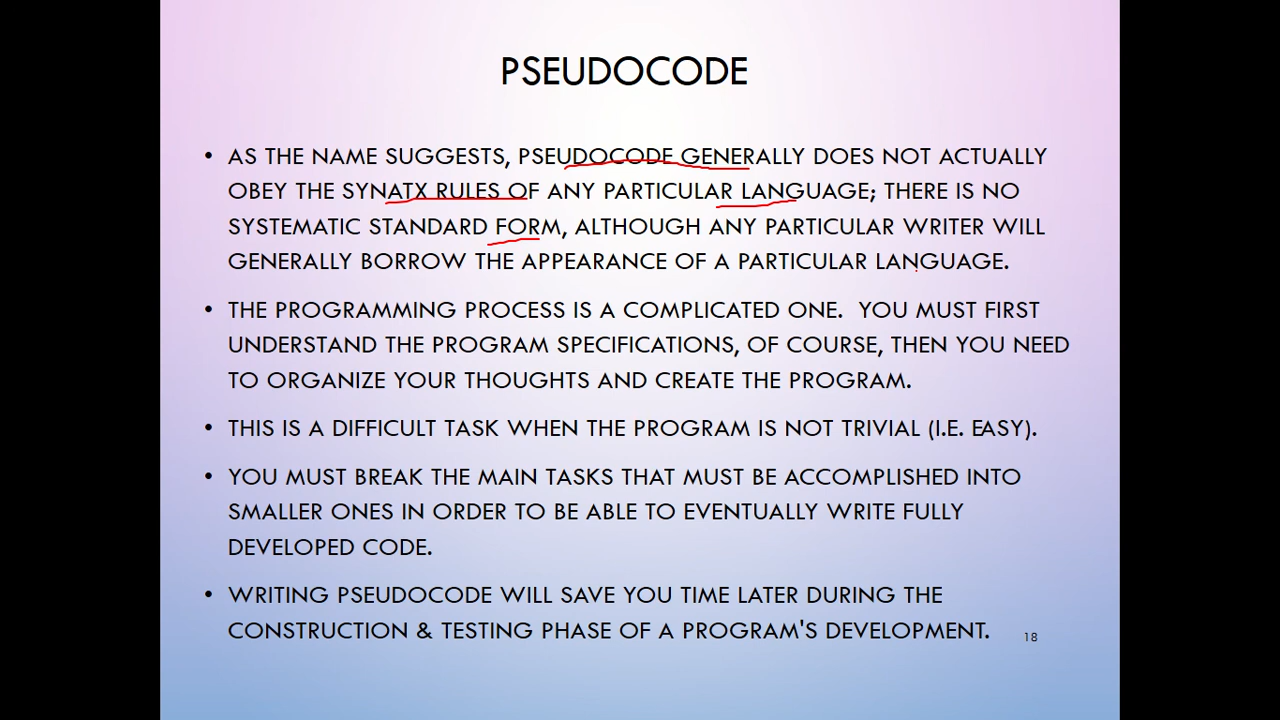 PSEUDOCODE
• AS THE NAME SUGGESTS, PSEUDOCODE GENERALLY DOES NOT ACTUALLY
OBEY THE SYNATX RULES OF ANY PARTICULAR LANGUAGE; THERE IS NO
SYSTEMATIC STANDARD FORM, ALTHOUGH ANY PARTICULAR WRITER WILL
GENERALLY BORROW THE APPEARANCE OF A PARTICULAR LANGUAGE.
• THE PROGRAMMING PROCESS IS A COMPLICATED ONE.  YOU MUST FIRST
UNDERSTAND THE PROGRAM SPECIFICATIONS, OF COURSE, THEN YOU NEED
TO ORGANIZE YOUR THOUGHTS AND CREATE THE PROGRAM.
• THIS IS A DIFFICULT TASK WHEN THE PROGRAM IS NOT TRIVIAL (I.E. EASY).
• YOU MUST BREAK THE MAIN TASKS THAT MUST BE ACCOMPLISHED INTO
SMALLER ONES IN ORDER TO BE ABLE TO EVENTUALLY WRITE FULLY
DEVELOPED CODE.
• WRITING PSEUDOCODE WILL SAVE YOU TIME LATER DURING THE
CONSTRUCTION & TESTING PHASE OF A PROGRAM'S DEVELOPMENT.
18